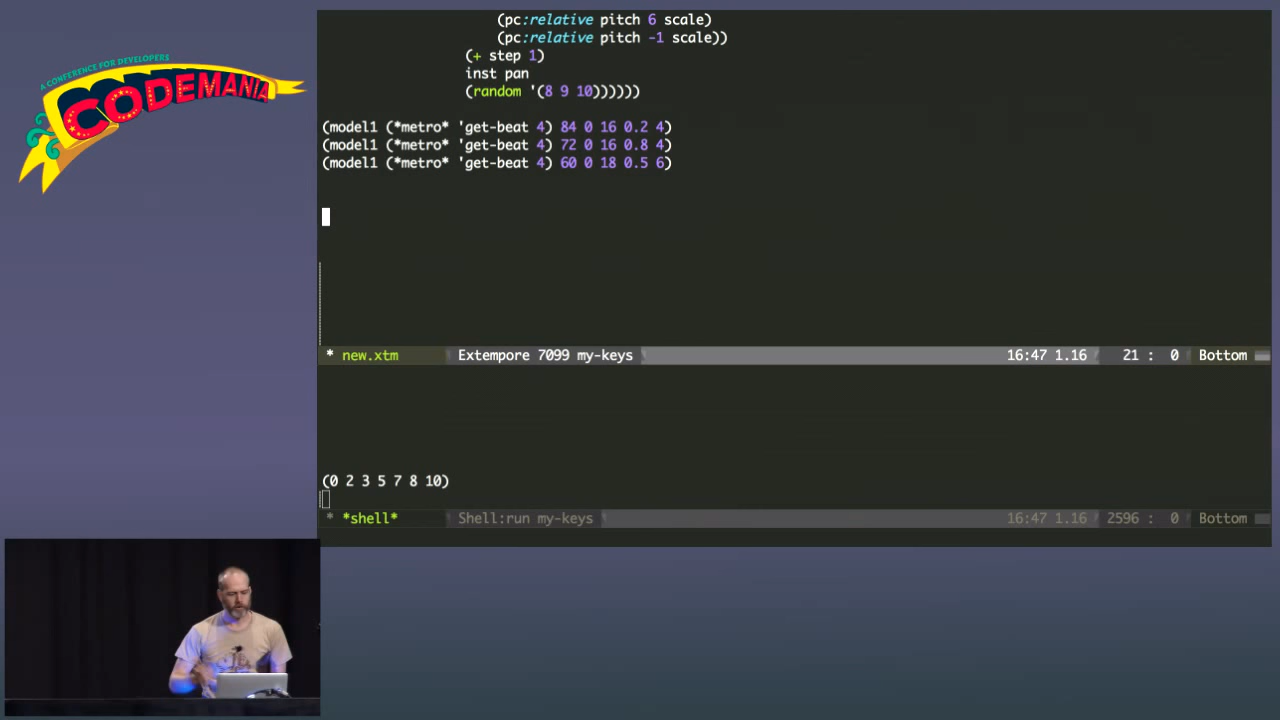 A CONFERENCE FOR DEVELOPERS
CODEMANIA
(pc:relative pitch 6 scale)
(pc:relative pitch -1 scale))
(+ step 1)
inst pan
(random '(8 9 10))))))
(model1 (*metro* 'get-beat 4) 84 0 16 0.2 4)
(model1 (*metro* 'get-beat 4) 72 0 16 0.8 4)
(model1 (*metro* 'get-beat 4) 60 0 18 0.5 6)
* new.xtm Extempore 7099 my-keys 16:47 1.16 21 : 0 Bottom
(0 2 3 5 7 8 10)
* *shell* Shell:run my-keys 16:47 1.16 2596 : 0 Bottom